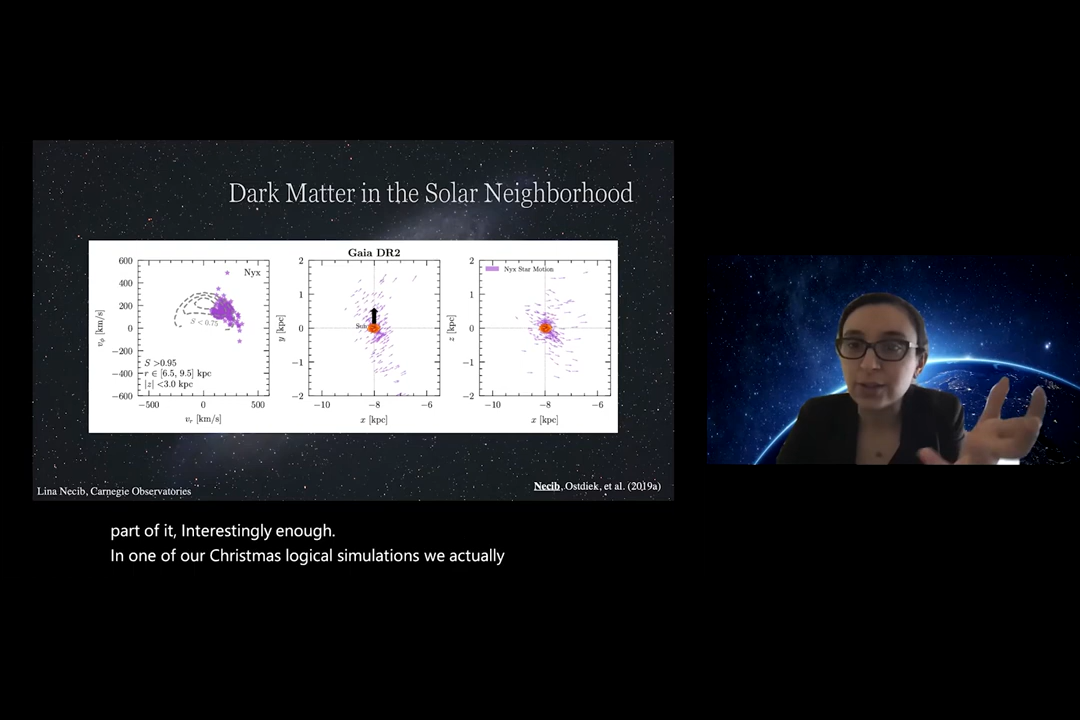 Dark Matter in the Solar Neighborhood
Gaia DR2
600
400
200
0
−200
−400
−600
Nyx
S < 0.75
S >0.95
r ∈ [6.5, 9.5] kpc
|z| <3.0 kpc
vϕ [km/s]
−500 0 500
vr [km/s]
2
1
0
−1
−2
y [kpc]
Sun
−10 −8 −6
x [kpc]
2
1
0
−1
−2
z [kpc]
Nyx Star Motion
−10 −8 −6
x [kpc]
Lina Necib, Carnegie Observatories
Necib, Ostdiek, et al. (2019a)
part of it, Interestingly enough.
In one of our Christmas logical simulations we actually